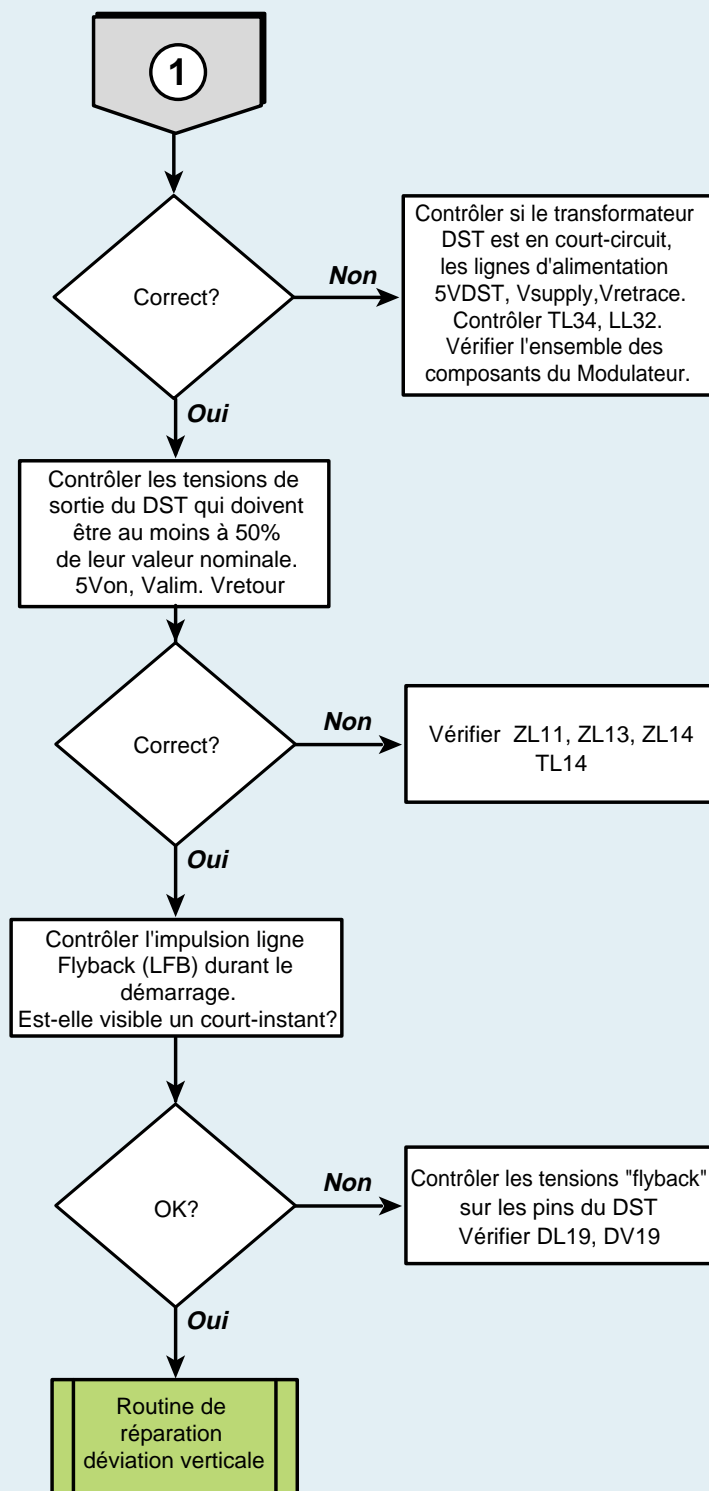 1
Correct?
Non
Contrôler si le transformateur
DST est en court-circuit,
les lignes d'alimentation
5VDST, Vsupply,Vretrace.
Contrôler TL34, LL32.
Vérifier l'ensemble des
composants du Modulateur.
Oui
Contrôler les tensions de
sortie du DST qui doivent
être au moins à 50%
de leur valeur nominale.
5Von, Valim. Vretour
Correct?
Non
Vérifier ZL11, ZL13, ZL14
TL14
Oui
Contrôler l'impulsion ligne
Flyback (LFB) durant le
démarrage.
Est-elle visible un court-instant?
OK?
Non
Contrôler les tensions "flyback"
sur les pins du DST
Vérifier DL19, DV19
Oui
Routine de
réparation
déviation verticale